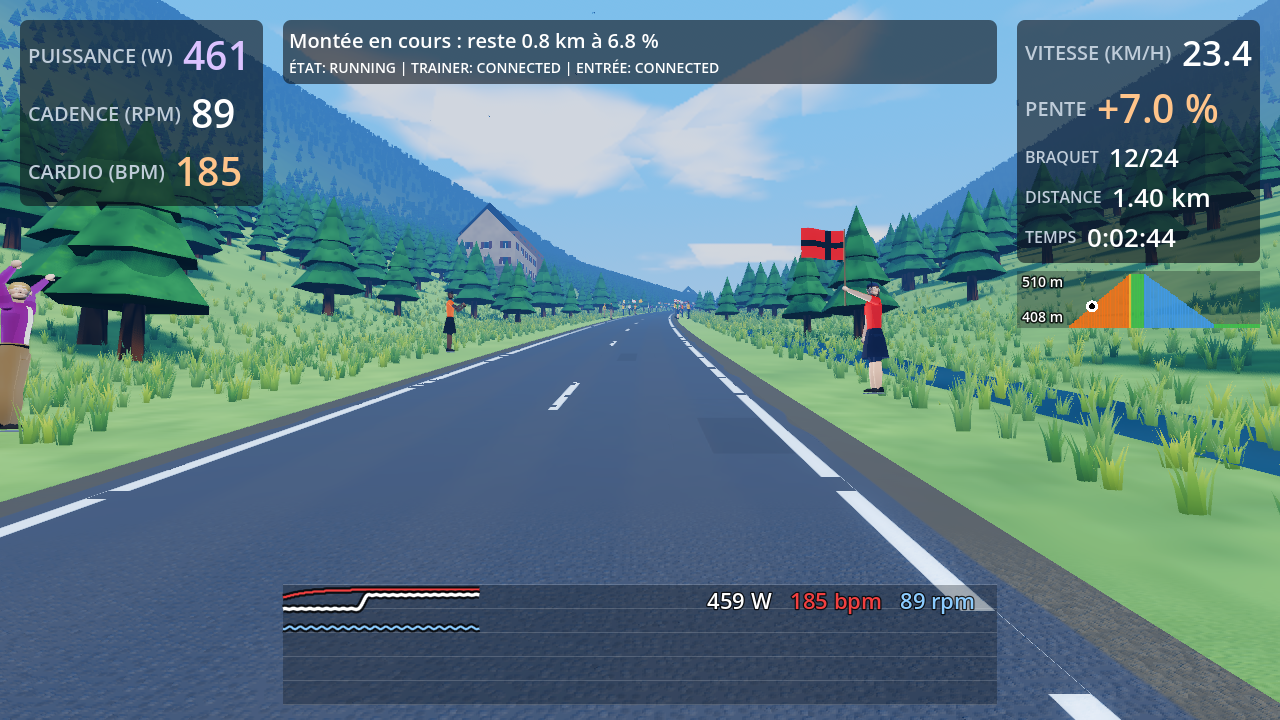 PUISSANCE (W) 461
CADENCE (RPM) 89
CARDIO (BPM) 185
Montée en cours : reste 0.8 km à 6.8 %
ÉTAT: RUNNING | TRAINER: CONNECTED | ENTRÉE: CONNECTED
VITESSE (KM/H) 23.4
PENTE +7.0 %
BRAQUET 12/24
DISTANCE 1.40 km
TEMPS 0:02:44
510 m
408 m
459 W 185 bpm 89 rpm